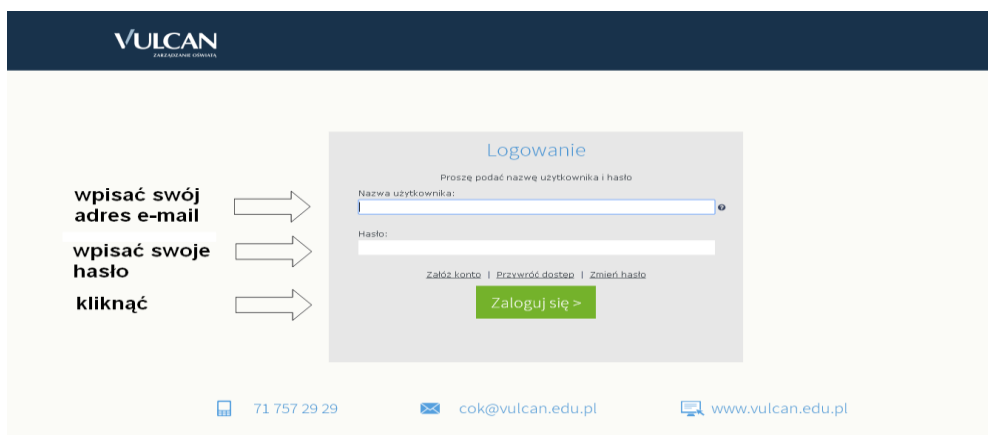 VULCAN
ZARZĄDZANIE OŚWIATĄ
Logowanie
Proszę podać nazwę użytkownika i hasło
wpisać swój
adres e-mail
Nazwa użytkownika:
wpisać swoje
hasło
Hasło:
Załóż konto | Przywróć dostęp | Zmień hasło
kliknąć
Zaloguj się >
71 757 29 29
cok@vulcan.edu.pl
www.vulcan.edu.pl